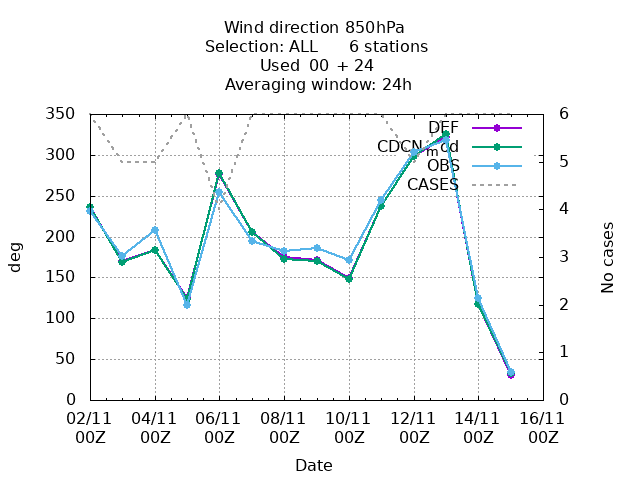 Wind direction 850hPa
Selection: ALL 6 stations
Used 00 + 24
Averaging window: 24h
350
300
250
200
150
100
50
0
deg
6
5
4
3
2
1
0
No cases
DEF
CDCN_mod
OBS
CASES
02/11 04/11 06/11 08/11 10/11 12/11 14/11 16/11
00Z 00Z 00Z 00Z 00Z 00Z 00Z 00Z
Date